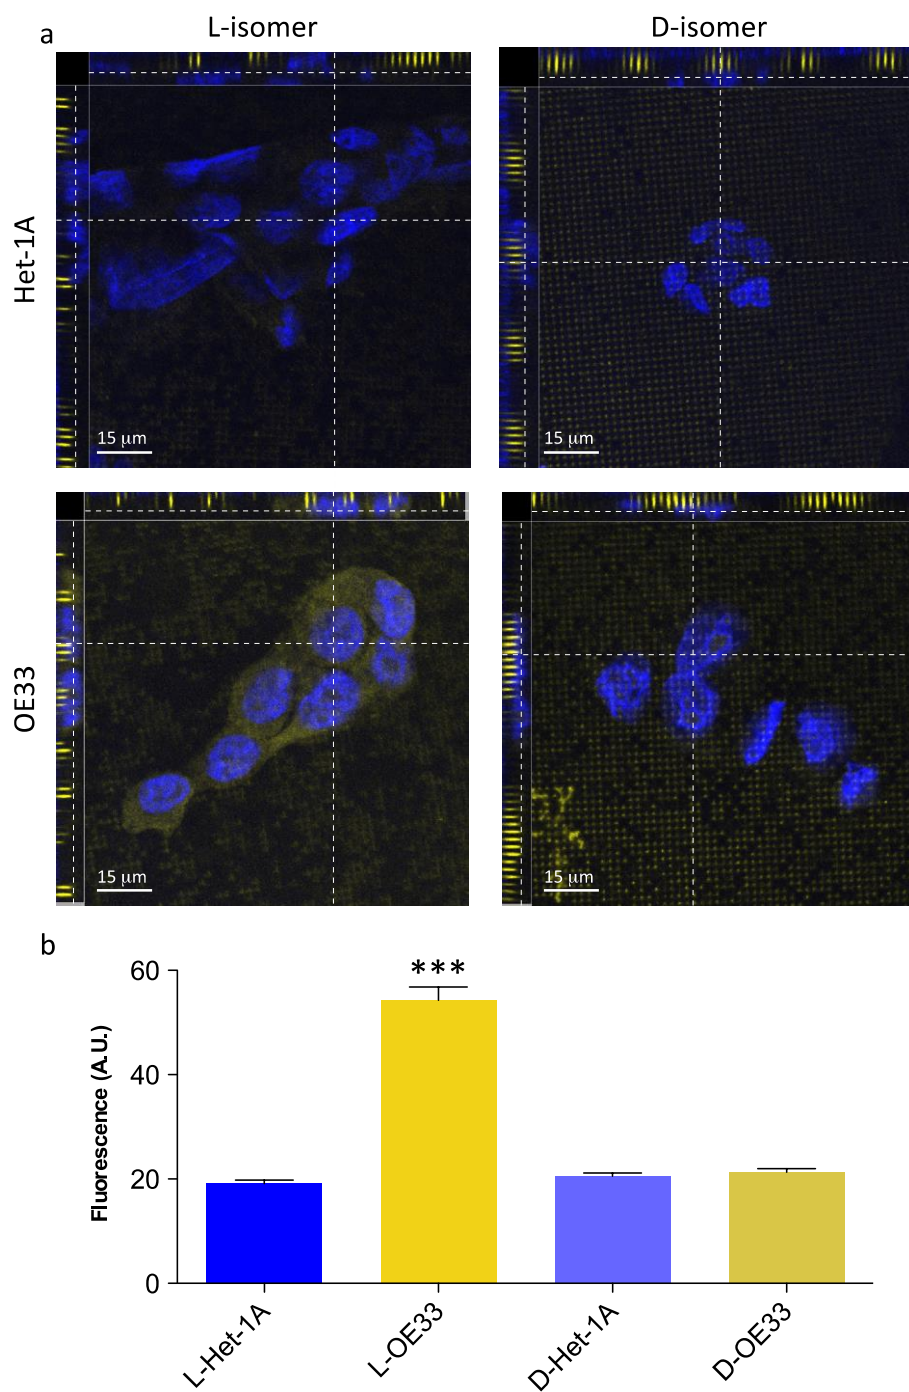 a
L-isomer
D-isomer
Het-1A
15 μm
15 μm
OE33
15 μm
15 μm
b
Fluorescence (A.U.)
60
40
20
0
***
L-Het-1A
L-OE33
D-Het-1A
D-OE33